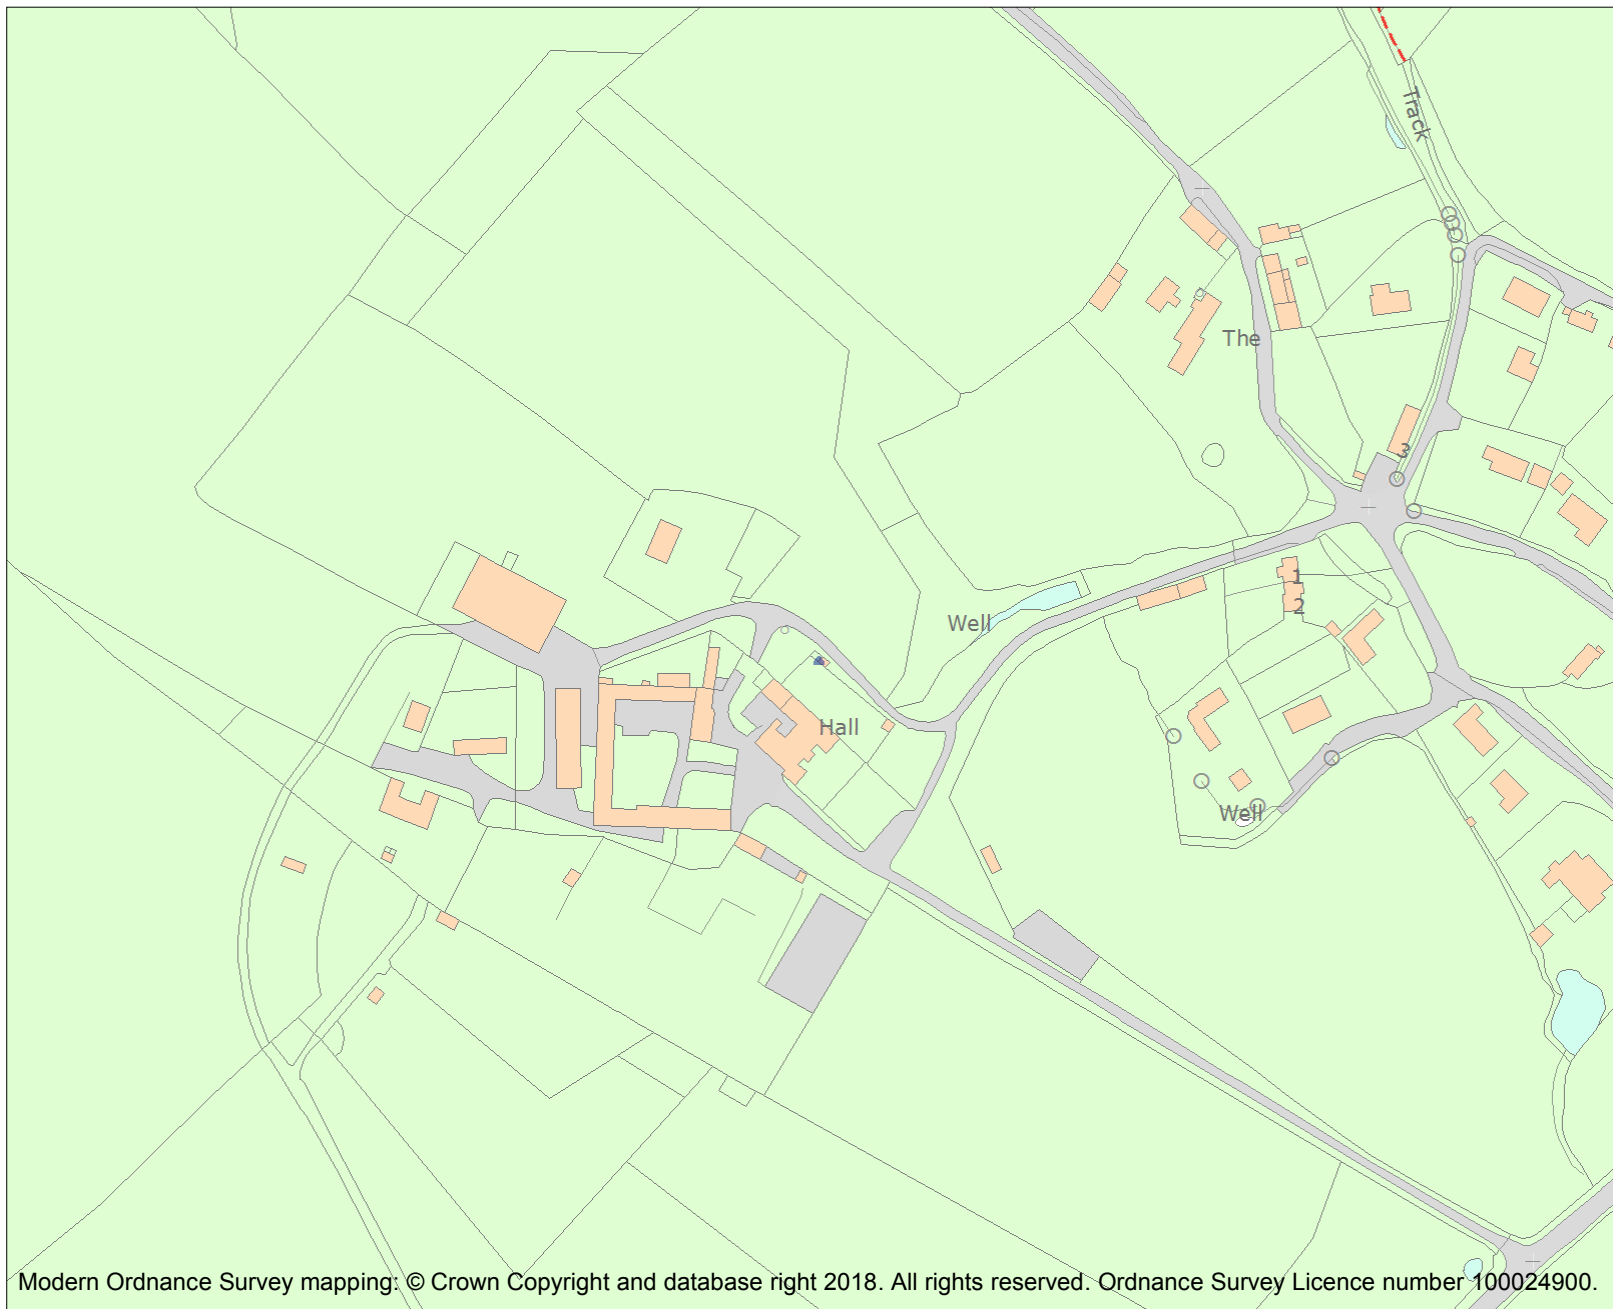 Track
The
3
1
2
Well
Hall
Well
Modern Ordnance Survey mapping: © Crown Copyright and database right 2018. All rights reserved. Ordnance Survey Licence number 100024900.